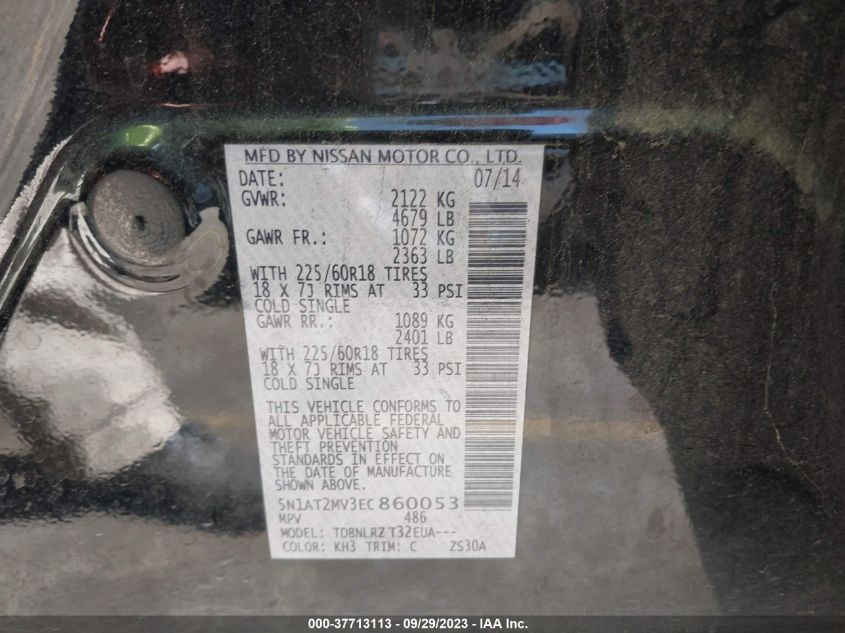 MFD BY NISSAN MOTOR CO., LTD.
DATE: 07/14
GVWR: 2122 KG
4679 LB
GAWR FR.: 1072 KG
2363 LB
WITH 225/60R18 TIRES
18 X 7J RIMS AT 33 PSI
COLD SINGLE
GAWR RR.: 1089 KG
2401 LB
WITH 225/60R18 TIRES
18 X 7J RIMS AT 33 PSI
COLD SINGLE
THIS VEHICLE CONFORMS TO
ALL APPLICABLE FEDERAL
MOTOR VEHICLE SAFETY AND
THEFT PREVENTION
STANDARDS IN EFFECT ON
THE DATE OF MANUFACTURE
SHOWN ABOVE.
5N1AT2MV3EC860053
MPV 486
MODEL: TDBNLRZ T32EUA---
COLOR: KH3 TRIM: C ZS30A
000-37713113 - 09/29/2023 - IAA Inc.